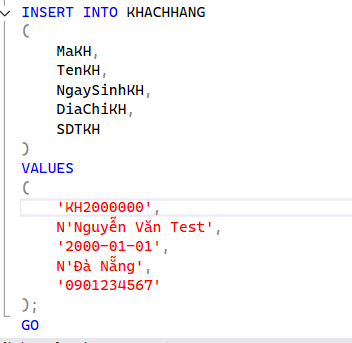 INSERT INTO KHACHHANG
(
MaKH,
TenKH,
NgaySinhKH,
DiaChiKH,
SDTKH
)
VALUES
(
'KH2000000',
N'Nguyễn Văn Test',
'2000-01-01',
N'Đà Nẵng',
'0901234567'
);
GO